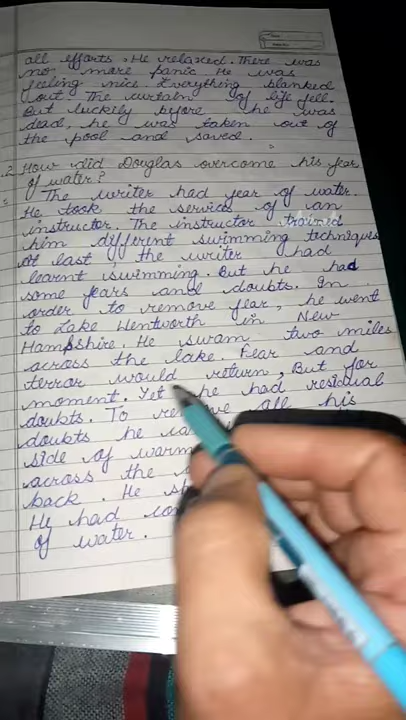 all efforts. He relaxed. There was
no more panic. He was
feeling nice. Everything blanked
out. The curtain of life fell.
But luckily before he was
dead, he was taken out of
the pool and saved.
2 How did Douglas overcome his fear
of water?
The writer had fear of water.
He took the services of an
instructor. The instructor trained
him different swimming techniques
At last the writer had
learnt swimming. But he had
some fears and doubts. In
order to remove fear, he went
to Lake Wentworth in New
Hampshire. He swam two miles
across the lake. Fear and
terror would return, But for
moment. Yet he had residual
doubts. To all his
doubts he
side of
across the
back. He
He had
of water.